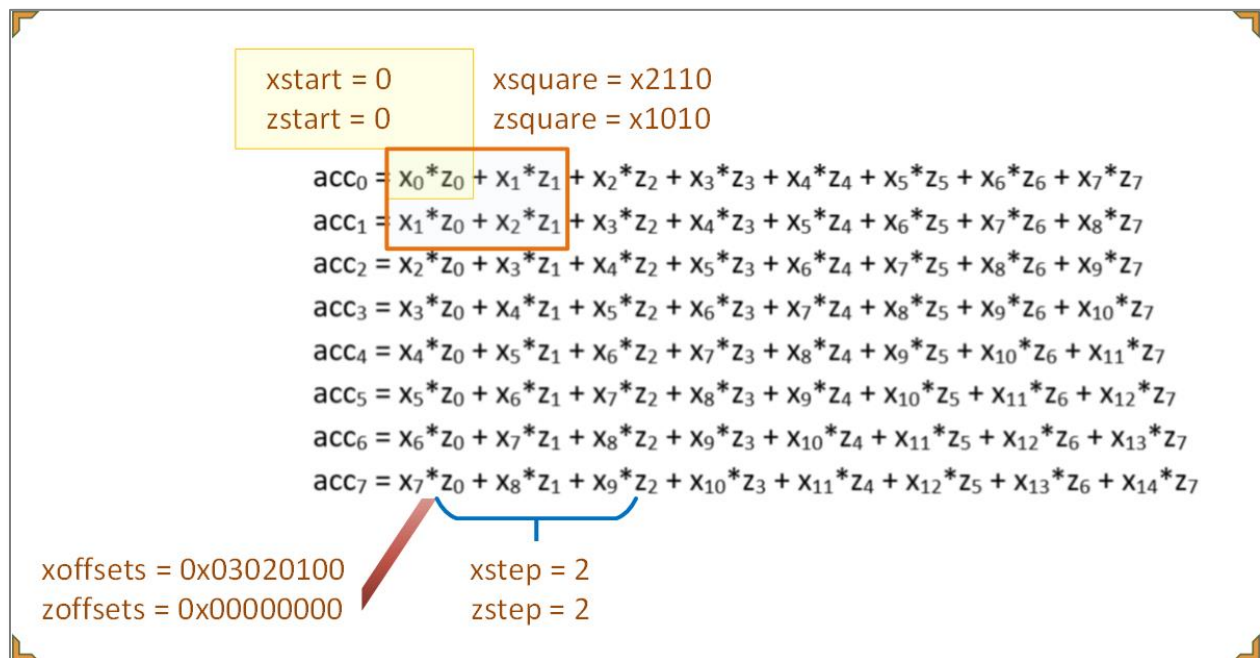 xstart = 0 xsquare = x2110
zstart = 0 zsquare = x1010
acc₀ = x₀*z₀ + x₁*z₁ + x₂*z₂ + x₃*z₃ + x₄*z₄ + x₅*z₅ + x₆*z₆ + x₇*z₇
acc₁ = x₁*z₀ + x₂*z₁ + x₃*z₂ + x₄*z₃ + x₅*z₄ + x₆*z₅ + x₇*z₆ + x₈*z₇
acc₂ = x₂*z₀ + x₃*z₁ + x₄*z₂ + x₅*z₃ + x₆*z₄ + x₇*z₅ + x₈*z₆ + x₉*z₇
acc₃ = x₃*z₀ + x₄*z₁ + x₅*z₂ + x₆*z₃ + x₇*z₄ + x₈*z₅ + x₉*z₆ + x₁₀*z₇
acc₄ = x₄*z₀ + x₅*z₁ + x₆*z₂ + x₇*z₃ + x₈*z₄ + x₉*z₅ + x₁₀*z₆ + x₁₁*z₇
acc₅ = x₅*z₀ + x₆*z₁ + x₇*z₂ + x₈*z₃ + x₉*z₄ + x₁₀*z₅ + x₁₁*z₆ + x₁₂*z₇
acc₆ = x₆*z₀ + x₇*z₁ + x₈*z₂ + x₉*z₃ + x₁₀*z₄ + x₁₁*z₅ + x₁₂*z₆ + x₁₃*z₇
acc₇ = x₇*z₀ + x₈*z₁ + x₉*z₂ + x₁₀*z₃ + x₁₁*z₄ + x₁₂*z₅ + x₁₃*z₆ + x₁₄*z₇
xoffsets = 0x03020100 xstep = 2
zoffsets = 0x00000000 zstep = 2